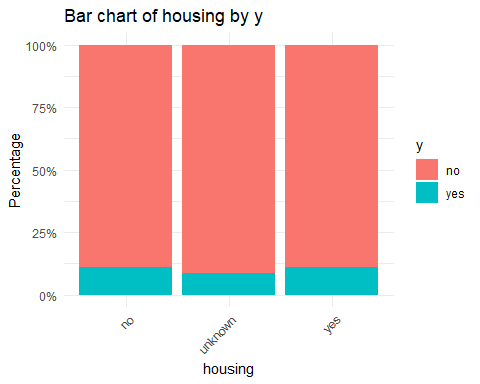 Bar chart of housing by y
100%
75%
50%
25%
0%
Percentage
no
unknown
yes
housing
y
no
yes